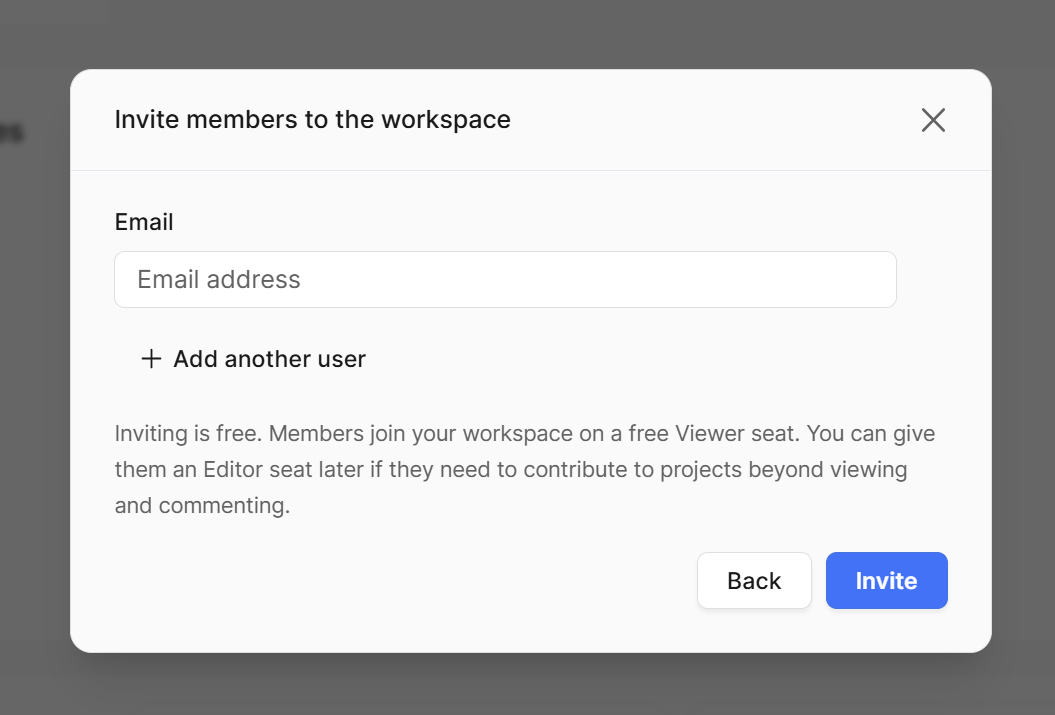 Invite members to the workspace
Email
Email address
Add another user
Inviting is free. Members join your workspace on a free Viewer seat. You can give
them an Editor seat later if they need to contribute to projects beyond viewing
and commenting.
Back
Invite